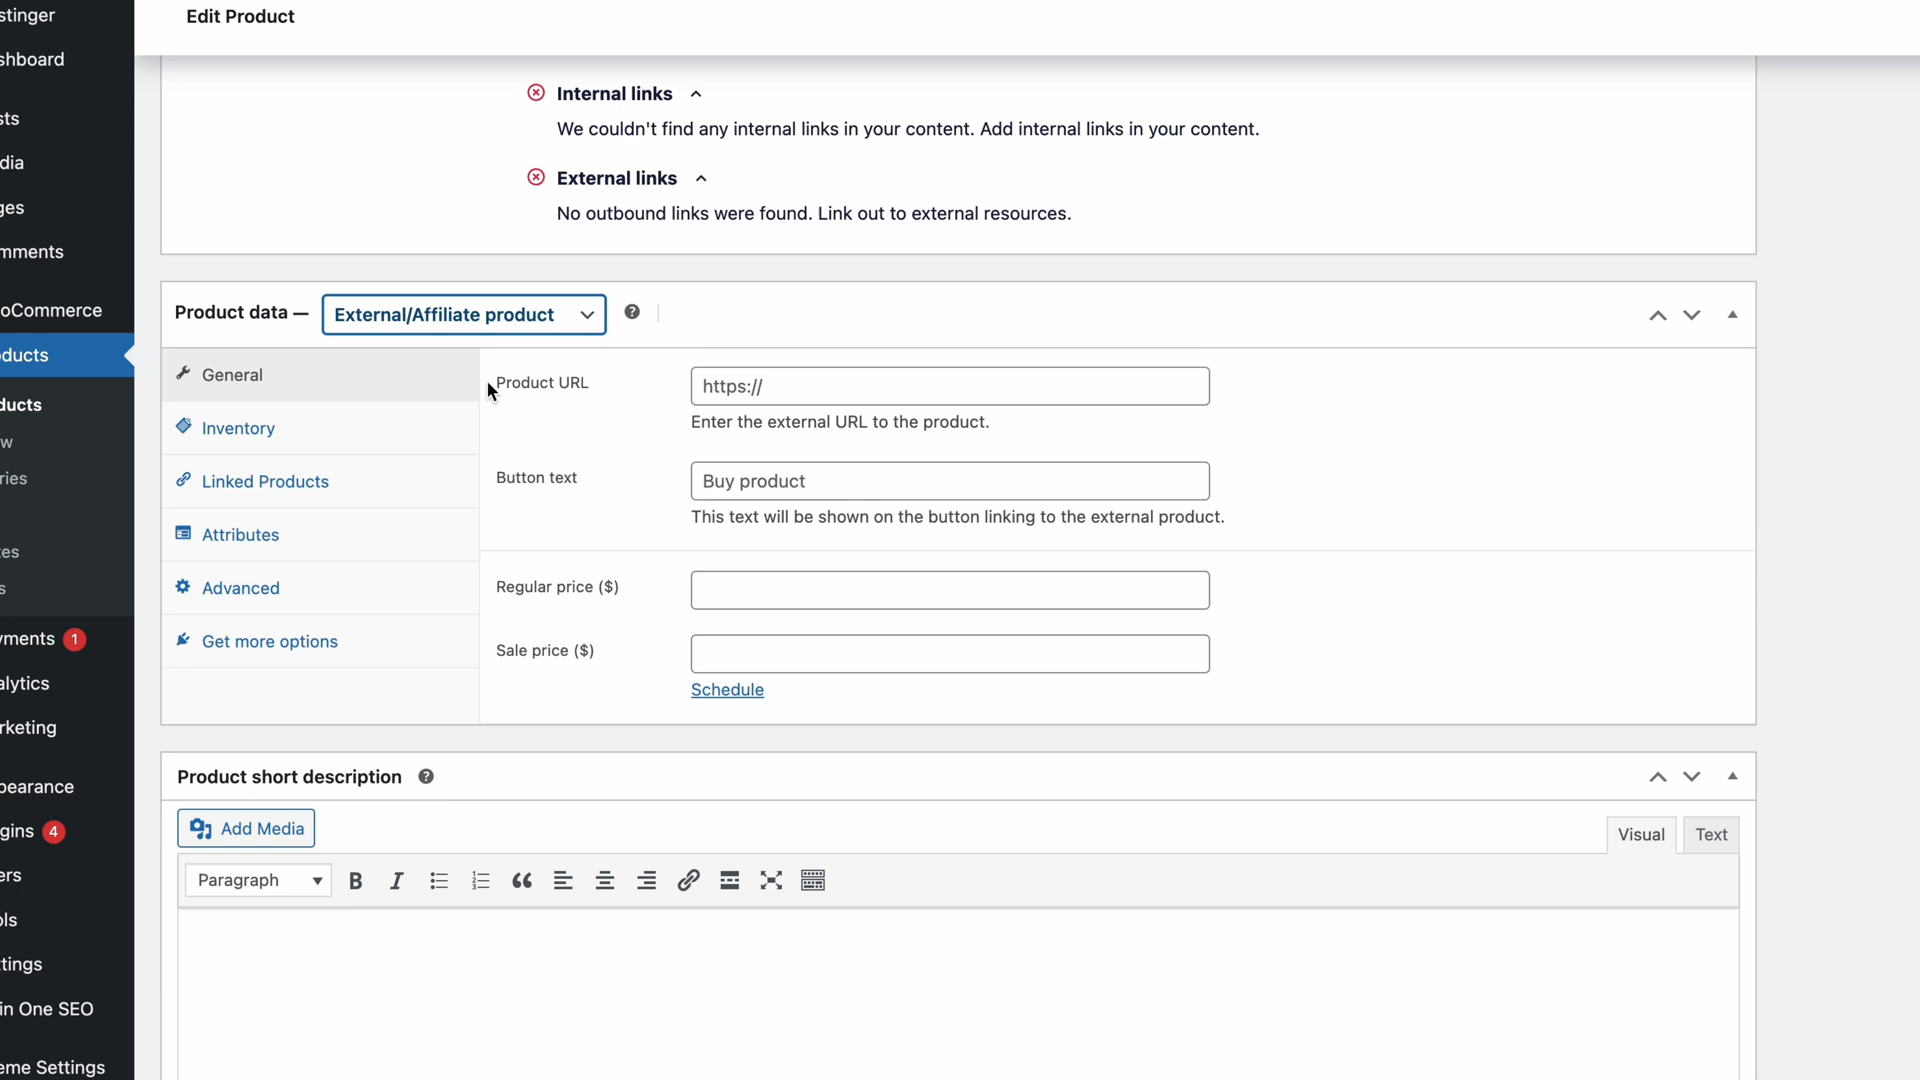 stinger
Edit Product
shboard
Internal links
We couldn't find any internal links in your content. Add internal links in your content.
sts
dia
External links
No outbound links were found. Link out to external resources.
ges
mments
oCommerce
Product data —
External/Affiliate product
ducts
General
Product URL
https://
Enter the external URL to the product.
ducts
Inventory
w
ries
Linked Products
Button text
Buy product
This text will be shown on the button linking to the external product.
Attributes
tes
s
Advanced
Regular price ($)
Get more options
Sale price ($)
Schedule
yments 1
alytics
rketing
Product short description
pearance
Add Media
Visual Text
gins 4
ers
Paragraph
B I
ols
ttings
in One SEO
eme Settings